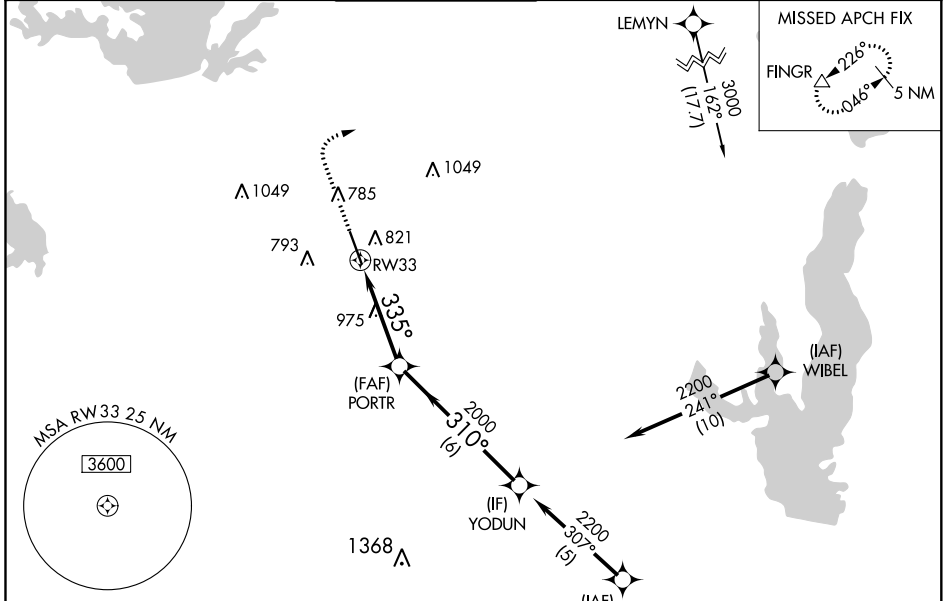 LEMYN
3000
162°
(17.7)
MISSED APCH FIX
FINGR
226°
046°
5 NM
1049
785
1049
793
821
RW33
975
335°
(FAF)
PORTR
2000
310°
(6)
(IF)
YODUN
2200
307°
(5)
(IAF)
WIBEL
2200
241°
(10)
MSA RW33 25 NM
3600
1368
(IAF)